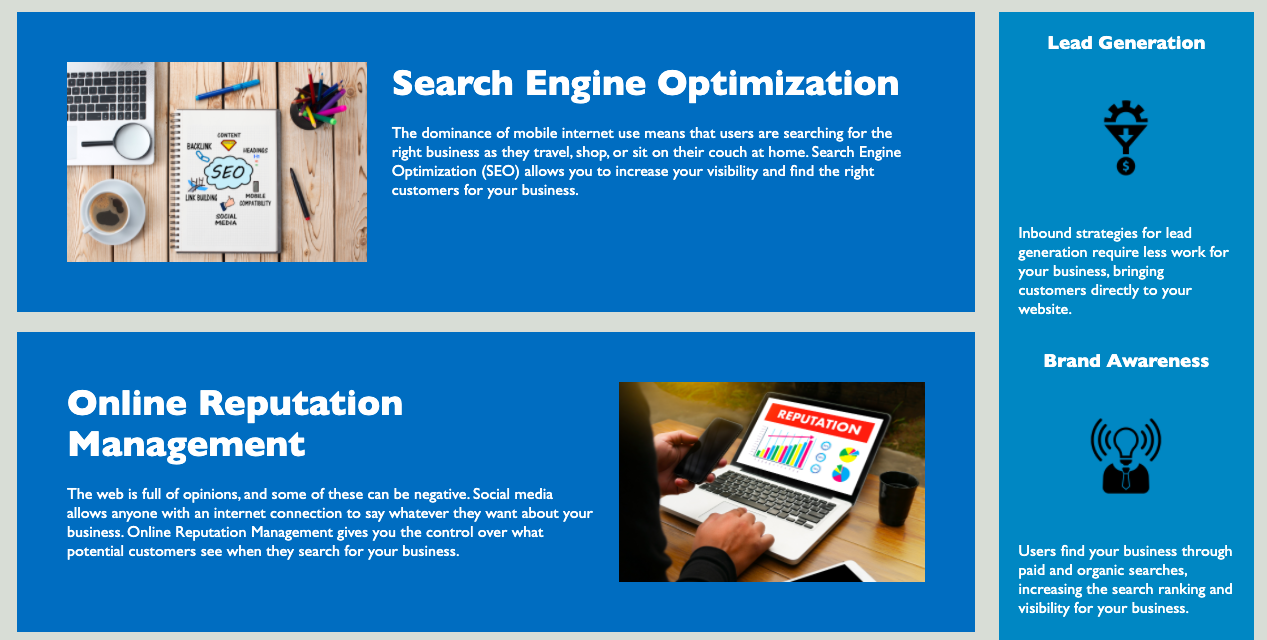 Search Engine Optimization
The dominance of mobile internet use means that users are searching for the
right business as they travel, shop, or sit on their couch at home. Search Engine
Optimization (SEO) allows you to increase your visibility and find the right
customers for your business.
CONTENT
BACKLINK
HEADINGS
SEO
LINK BUILDING
MOBILE
COMPATIBILITY
SOCIAL
MEDIA
Online Reputation
Management
The web is full of opinions, and some of these can be negative. Social media
allows anyone with an internet connection to say whatever they want about your
business. Online Reputation Management gives you the control over what
potential customers see when they search for your business.
REPUTATION
Lead Generation
$
Inbound strategies for lead
generation require less work for
your business, bringing
customers directly to your
website.
Brand Awareness
Users find your business through
paid and organic searches,
increasing the search ranking and
visibility for your business.